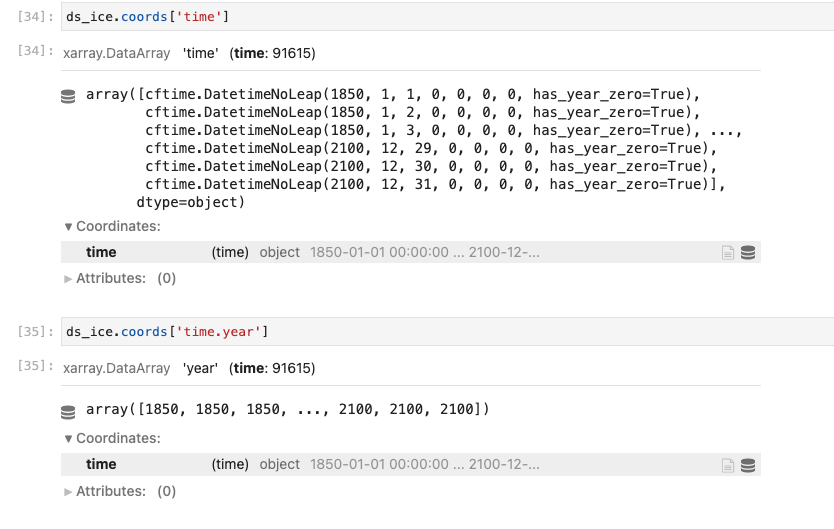 [34]: ds_ice.coords['time']
[34]: xarray.DataArray 'time' (time: 91615)
array([cftime.DatetimeNoLeap(1850, 1, 1, 0, 0, 0, 0, has_year_zero=True),
cftime.DatetimeNoLeap(1850, 1, 2, 0, 0, 0, 0, has_year_zero=True),
cftime.DatetimeNoLeap(1850, 1, 3, 0, 0, 0, 0, has_year_zero=True), ...,
cftime.DatetimeNoLeap(2100, 12, 29, 0, 0, 0, 0, has_year_zero=True),
cftime.DatetimeNoLeap(2100, 12, 30, 0, 0, 0, 0, has_year_zero=True),
cftime.DatetimeNoLeap(2100, 12, 31, 0, 0, 0, 0, has_year_zero=True)],
dtype=object)
▼ Coordinates:
time (time) object 1850-01-01 00:00:00 ... 2100-12-...
► Attributes: (0)
[35]: ds_ice.coords['time.year']
[35]: xarray.DataArray 'year' (time: 91615)
array([1850, 1850, 1850, ..., 2100, 2100, 2100])
▼ Coordinates:
time (time) object 1850-01-01 00:00:00 ... 2100-12-...
► Attributes: (0)